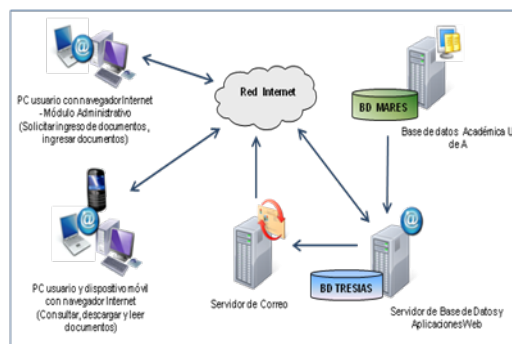 Red Internet
BD MARES
Base de datos Académica U
de A
PC usuario con navegador Internet
- Módulo Administrativo
(Solicitar ingreso de documentos,
ingresar documentos)
PC usuario y dispositivo móvil
con navegador Internet
(Consultar, descargar y leer
documentos)
Servidor de Correo
BD TRESIAS
Servidor de Base de Datos y
Aplicaciones Web